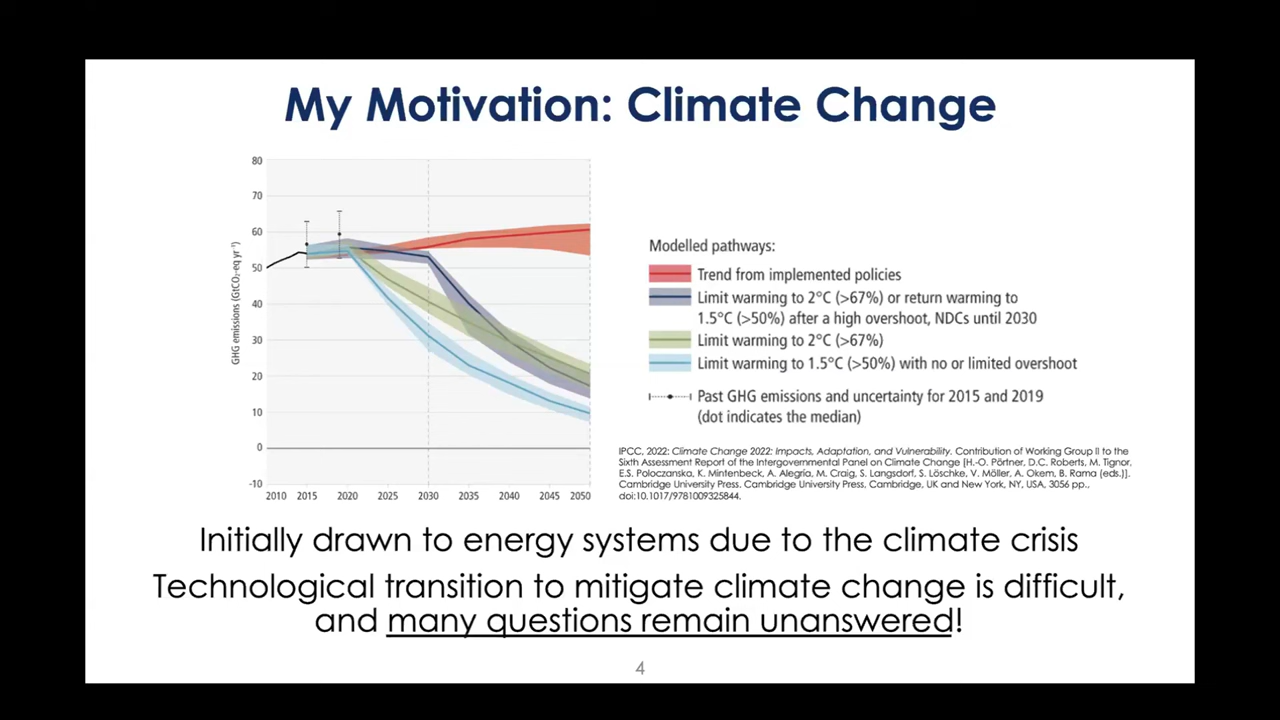 My Motivation: Climate Change
80
70
60
50
40
30
20
10
0
-10
GHG emissions (GtCO₂-eq yr⁻¹)
2010 2015 2020 2025 2030 2035 2040 2045 2050
Modelled pathways:
Trend from implemented policies
Limit warming to 2°C (>67%) or return warming to
1.5°C (>50%) after a high overshoot, NDCs until 2030
Limit warming to 2°C (>67%)
Limit warming to 1.5°C (>50%) with no or limited overshoot
Past GHG emissions and uncertainty for 2015 and 2019
(dot indicates the median)
IPCC, 2022: Climate Change 2022: Impacts, Adaptation, and Vulnerability. Contribution of Working Group II to the
Sixth Assessment Report of the Intergovernmental Panel on Climate Change [H.-O. Pörtner, D.C. Roberts, M. Tignor,
E.S. Poloczanska, K. Mintenbeck, A. Alegría, M. Craig, S. Langsdorf, S. Löschke, V. Möller, A. Okem, B. Rama (eds.)].
Cambridge University Press. Cambridge University Press, Cambridge, UK and New York, NY, USA, 3056 pp.,
doi:10.1017/9781009325844.
Initially drawn to energy systems due to the climate crisis
Technological transition to mitigate climate change is difficult,
and many questions remain unanswered!
4